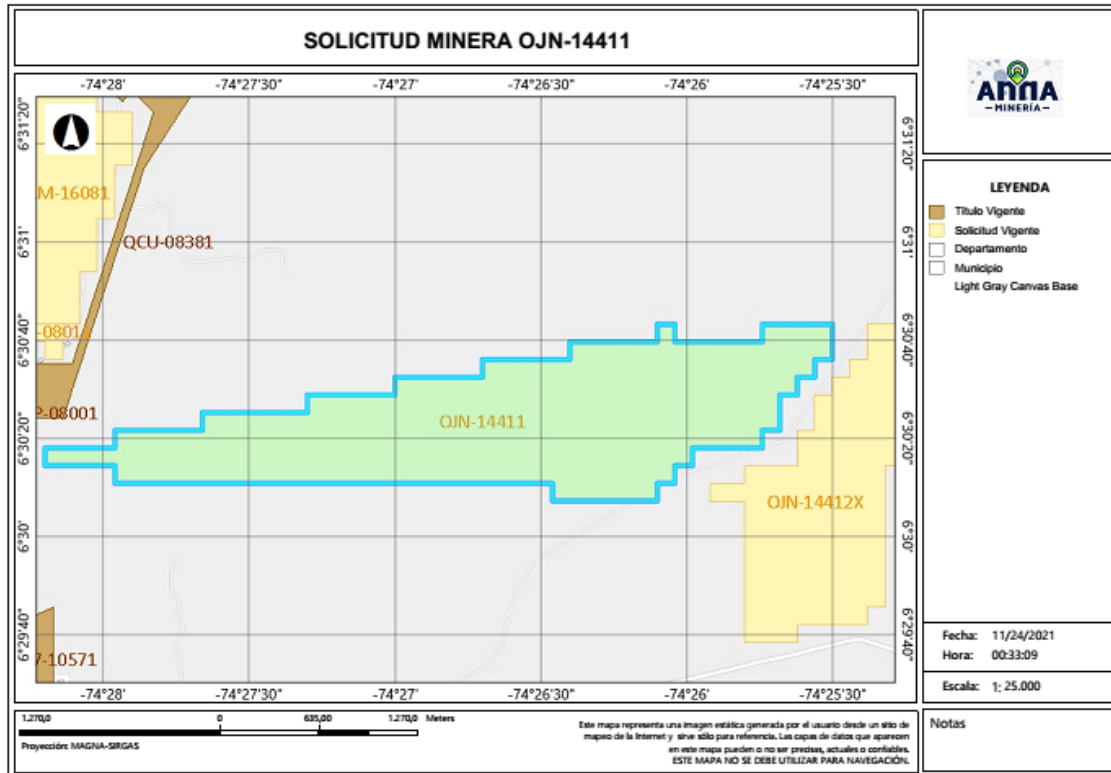 SOLICITUD MINERA OJN-14411
-74°28'
-74°27'30"
-74°27'
-74°26'30"
-74°26'
-74°25'30"
6°31'20"
6°31'20"
M-16081
QCU-08381
6°31'
6°31'
-0801
6°30'40"
6°30'40"
P-08001
OJN-14411
6°30'20"
6°30'20"
OJN-14412X
6°30'
6°30'
6°29'40"
6°29'40"
7-10571
-74°28'
-74°27'30"
-74°27'
-74°26'30"
-74°26'
-74°25'30"
ANNA
MINERÍA
LEYENDA
Título Vigente
Solicitud Vigente
Departamento
Municipio
Light Gray Canvas Base
Fecha: 11/24/2021
Hora: 00:33:09
Escala: 1: 25.000
Notas
1.270,0 0 635,00 1.270,0 Meters
Proyección: MAGNA-SIRGAS
Este mapa representa una imagen estática generada por el usuario desde un sitio de
mapeo de la Internet y sirve sólo para referencia. Las capas de datos que aparecen
en este mapa pueden o no ser precisas, actuales o confiables.
ESTE MAPA NO SE DEBE UTILIZAR PARA NAVEGACIÓN.